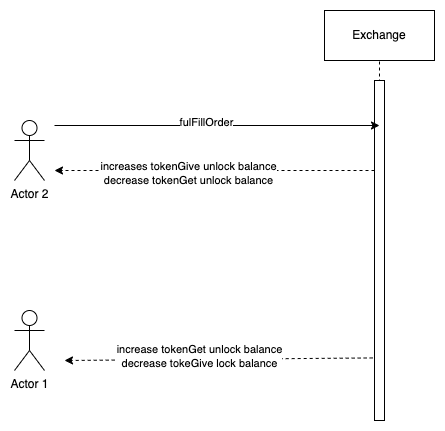 Exchange
fulFillOrder
increases tokenGive unlock balance
decrease tokenGet unlock balance
Actor 2
increase tokenGet unlock balance
decrease tokeGive lock balance
Actor 1